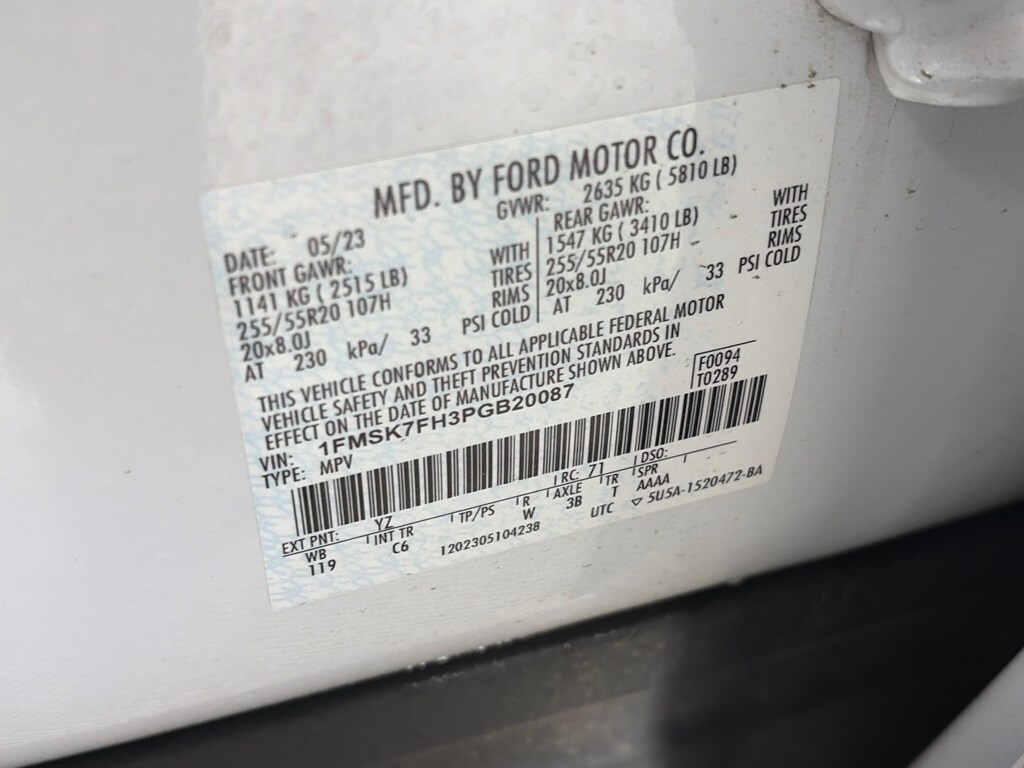 MFD. BY FORD MOTOR CO.
DATE: 05/23 GVWR: 2635 KG ( 5810 LB)
FRONT GAWR: REAR GAWR:
1141 KG ( 2515 LB) WITH 1547 KG ( 3410 LB) WITH
255/55R20 107H TIRES 255/55R20 107H TIRES
20x8.0J RIMS 20x8.0J RIMS
AT 230 kPa/ 33 PSI COLD AT 230 kPa/ 33 PSI COLD
THIS VEHICLE CONFORMS TO ALL APPLICABLE FEDERAL MOTOR
VEHICLE SAFETY AND THEFT PREVENTION STANDARDS IN
EFFECT ON THE DATE OF MANUFACTURE SHOWN ABOVE.
VIN: 1FMSK7FH3PGB20087 F0094
TYPE: MPV T0289
EXT PNT: YZ RC: 71 DSO:
WB INT TR TP/PS R AXLE TR SPR
119 C6 W 3B T AAAA
1202305104238 UTC ▽ 5U5A-1520472-BA